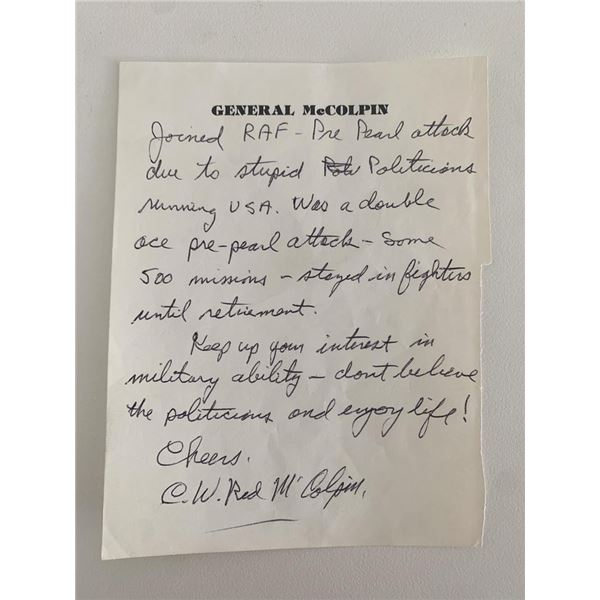 GENERAL McCOLPIN
Joined RAF - Pre Pearl attack
due to stupid Politicians
running USA. Was a double
ace pre-pearl attack - Some
500 missions - stayed in fighters
until retirement.
Keep up your interest in
military ability - dont believe
the politicians and enjoy life!
Cheers.
C.W. Red McColpin.